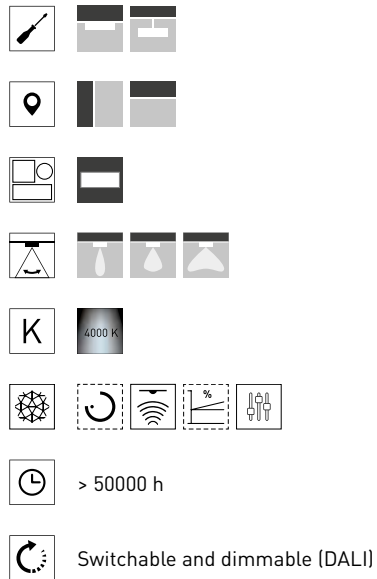 K
4000 K
%
> 50000 h
Switchable and dimmable (DALI)